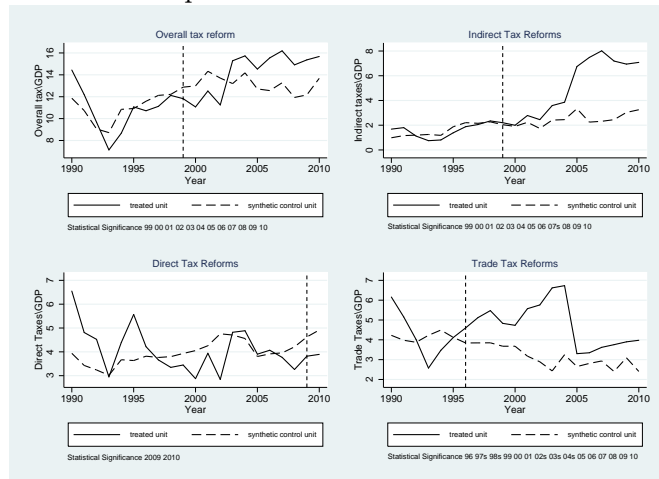 Overall tax reform
Overall tax\GDP
16
14
12
10
8
1990 1995 2000 2005 2010
Year
treated unit synthetic control unit
Statistical Significance 99 00 01 02 03 04 05 06 07 08 09 10
Indirect Tax Reforms
Indirect taxes\GDP
8
6
4
2
0
1990 1995 2000 2005 2010
Year
treated unit synthetic control unit
Statistical Significance 99 00 01 02 03 04 05 06 07s 08 09 10
Direct Tax Reforms
Direct Taxes\GDP
7
6
5
4
3
1990 1995 2000 2005 2010
Year
treated unit synthetic control unit
Statistical Significance 2009 2010
Trade Tax Reforms
Trade Taxes\GDP
7
6
5
4
3
2
1990 1995 2000 2005 2010
Year
treated unit synthetic control unit
Statistical Significance 96 97s 98s 99 00 01 02s 03s 04s 05 06 07 08 09 10